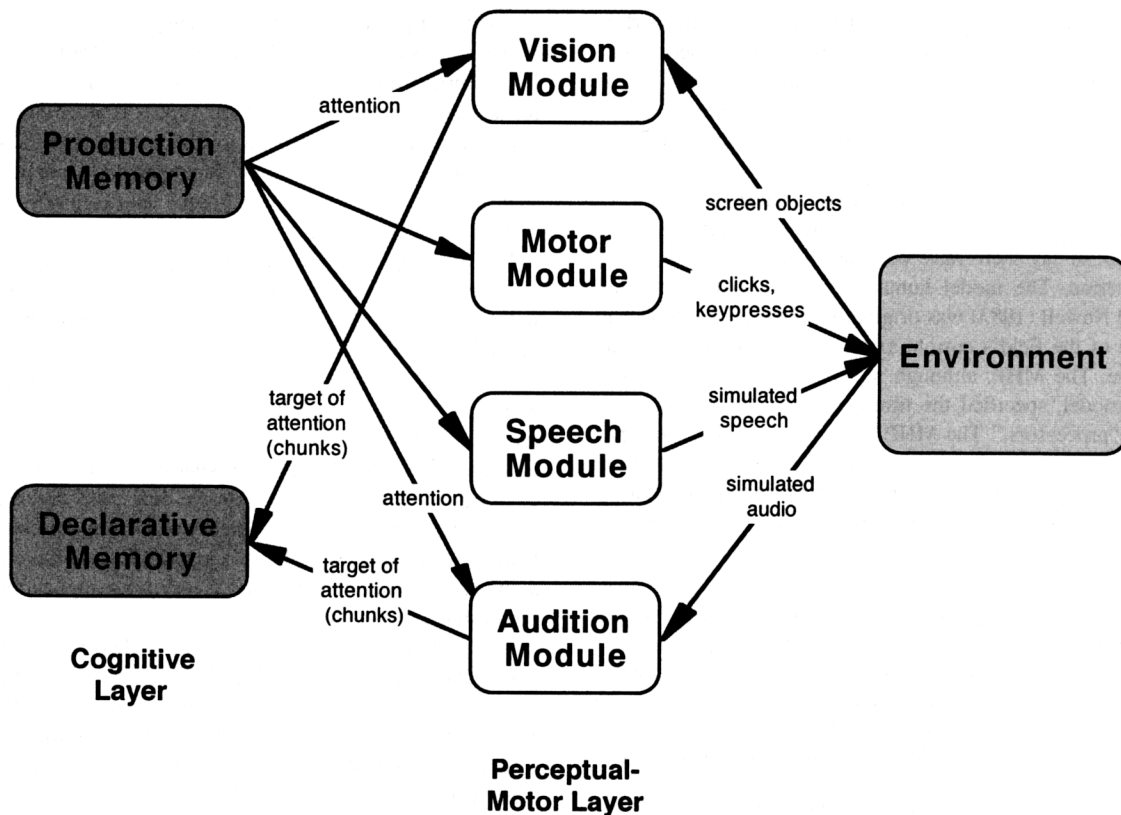 Vision
Module
attention
Production
Memory
screen objects
Motor
Module
clicks,
keypresses
Environment
target of
attention
(chunks)
simulated
speech
Speech
Module
attention
simulated
audio
Declarative
Memory
target of
attention
(chunks)
Audition
Module
Cognitive
Layer
Perceptual-
Motor Layer